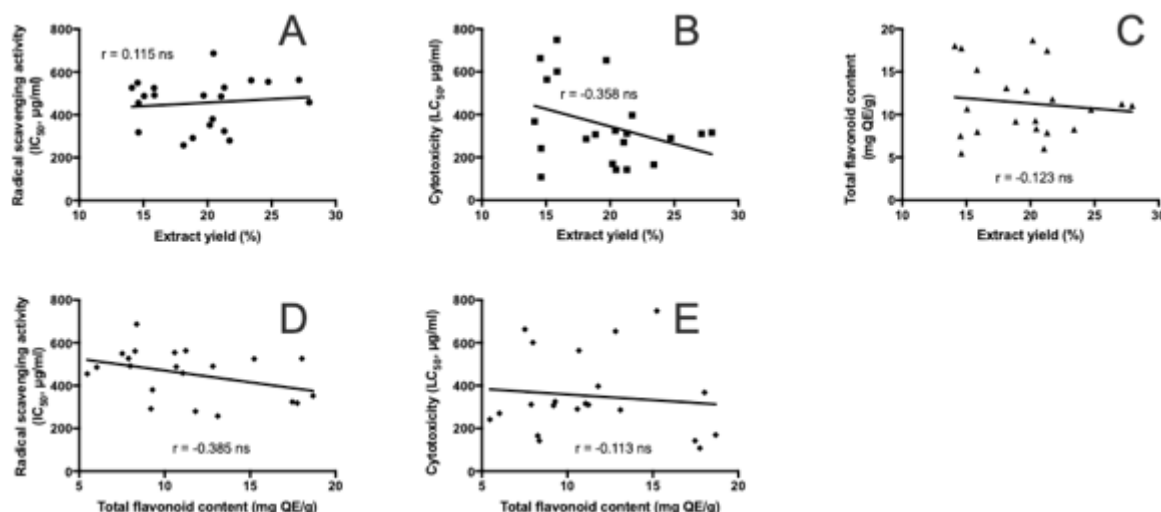 A
r = 0.115 ns
Radical scavenging activity
(IC50, µg/ml)
800
600
400
200
0
10
15
20
25
30
Extract yield (%)
B
r = -0.358 ns
Cytotoxicity (LC50, µg/ml)
800
600
400
200
0
10
15
20
25
30
Extract yield (%)
C
r = -0.123 ns
Total flavonoid content
(mg QE/g)
20
15
10
5
0
10
15
20
25
30
Extract yield (%)
D
r = -0.385 ns
Radical scavenging activity
(IC50, µg/ml)
800
600
400
200
0
5
10
15
20
Total flavonoid content (mg QE/g)
E
r = -0.113 ns
Cytotoxicity (LC50, µg/ml)
800
600
400
200
0
5
10
15
20
Total flavonoid content (mg QE/g)